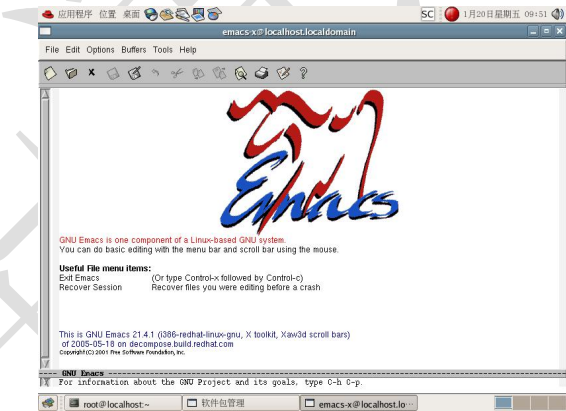 应用程序 位置 桌面 SC 1月20日星期五 09:51
emacs-x@localhost.localdomain
File Edit Options Buffers Tools Help
Emacs
GNU Emacs is one component of a Linux-based GNU system.
You can do basic editing with the menu bar and scroll bar using the mouse.
Useful File menu items:
Exit Emacs (Or type Control-x followed by Control-c)
Recover Session Recover files you were editing before a crash
This is GNU Emacs 21.4.1 (i386-redhat-linux-gnu, X toolkit, Xaw3d scroll bars)
of 2005-05-18 on decompose.build.redhat.com
Copyright (C) 2001 Free Software Foundation, Inc.
GNU Emacs
For information about the GNU Project and its goals, type C-h C-p.
root@localhost:~ 软件包管理 emacs-x@localhost.lo···